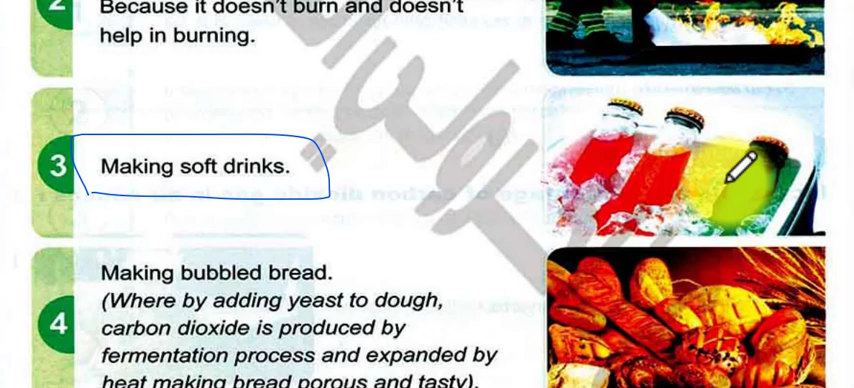 2
Because it doesn't burn and doesn't
help in burning.
3
Making soft drinks.
4
Making bubbled bread.
(Where by adding yeast to dough,
carbon dioxide is produced by
fermentation process and expanded by
heat making bread porous and tasty).